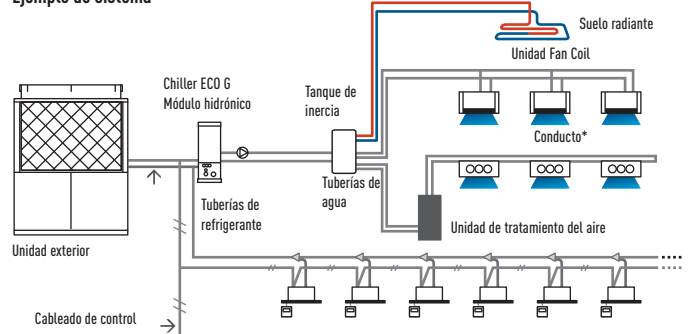 Ejemplo de sistema
Suelo radiante
Unidad Fan Coil
Chiller ECO G
Módulo hidrónico
Tanque de
inercia
Conducto*
Tuberías de
agua
Tuberías de
refrigerante
Unidad de tratamiento del aire
Unidad exterior
Cableado de control